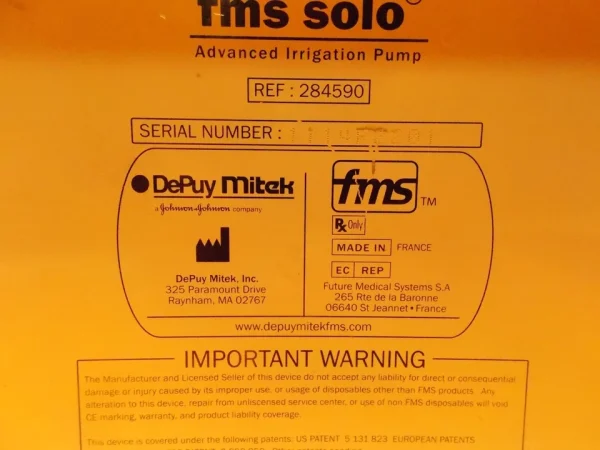 fms solo®
Advanced Irrigation Pump
REF : 284590
SERIAL NUMBER :
DePuy Mitek
a Johnson & Johnson company
DePuy Mitek, Inc.
325 Paramount Drive
Raynham, MA 02767
fms TM
Rx Only
MADE IN FRANCE
EC REP
Future Medical Systems S.A
265 Rte de la Baronne
06640 St Jeannet • France
www.depuymitekfms.com
IMPORTANT WARNING
The Manufacturer and Licensed Seller of this device do not accept any liability for direct or consequential
damage or injury caused by its improper use, or usage of disposables other than FMS products. Any
alteration to this device, repair from unliscensed service center, or use of non FMS disposables will void
CE marking, warranty, and product liability coverage.
This device is covered under the following patents: US PATENT 5 131 823 EUROPEAN PATENTS